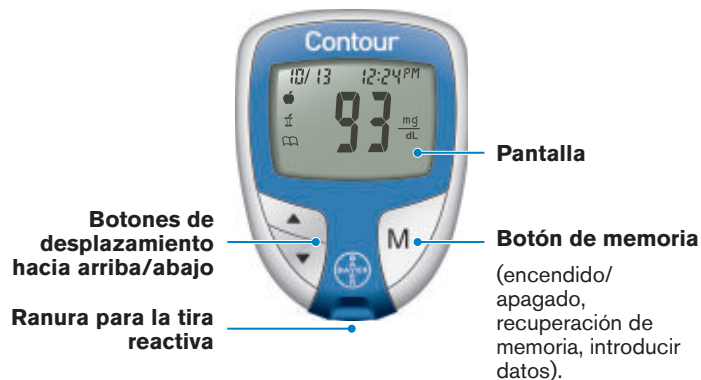 Contour
10/13 12:24PM
93 mg/dL
Pantalla
Botones de
desplazamiento
hacia arriba/abajo
M
Botón de memoria
(encendido/
apagado,
recuperación de
memoria, introducir
datos).
BAYER
Ranura para la tira
reactiva